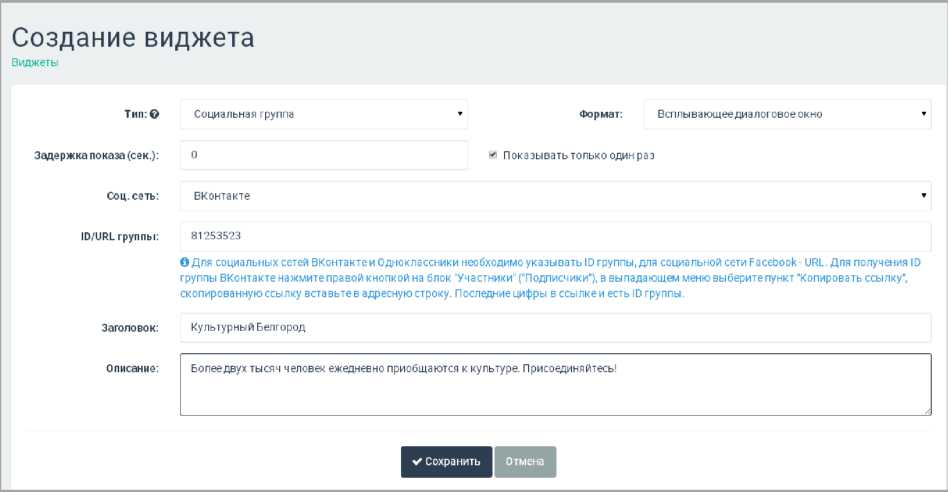 Создание виджета
Виджеты
Тип: Социальная группа Формат: Всплывающее диалоговое окно
Задержка показа (сек.): 0 Показывать только один раз
Соц. сеть: ВКонтакте
ID/URL группы: 81253523
Для социальных сетей ВКонтакте и Одноклассники необходимо указывать ID группы, для социальной сети Facebook - URL. Для получения ID
группы ВКонтакте нажмите правой кнопкой на блок "Участники" ("Подписчики"), в выпадающем меню выберите пункт "Копировать ссылку",
скопированную ссылку вставьте в адресную строку. Последние цифры в ссылке и есть ID группы.
Заголовок: Культурный Белгород
Описание: Более двух тысяч человек ежедневно приобщаются к культуре. Присоединяйтесь!
Сохранить Отмена